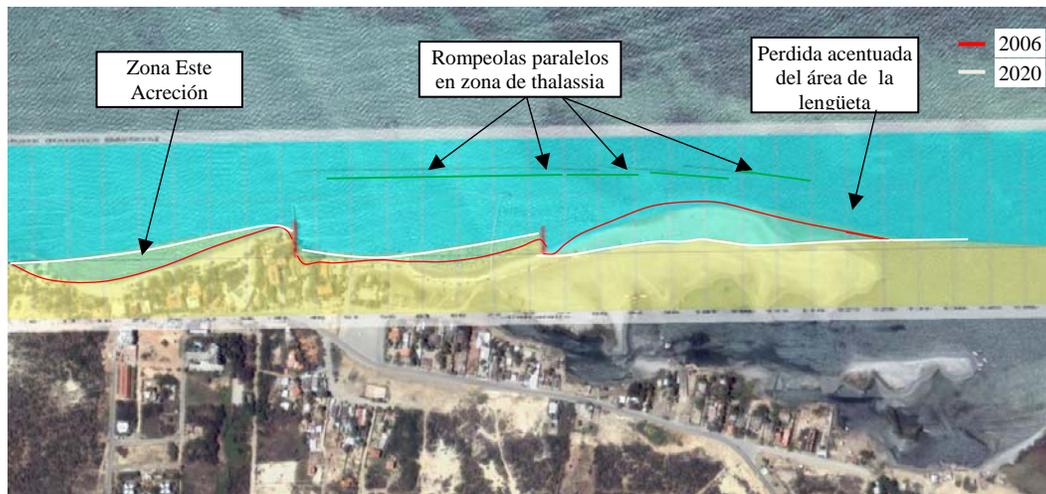 Zona Este
Acreción
Rompeolas paralelos
en zona de thalassia
Perdida acentuada
del área de la
lengüeta
2006
2020